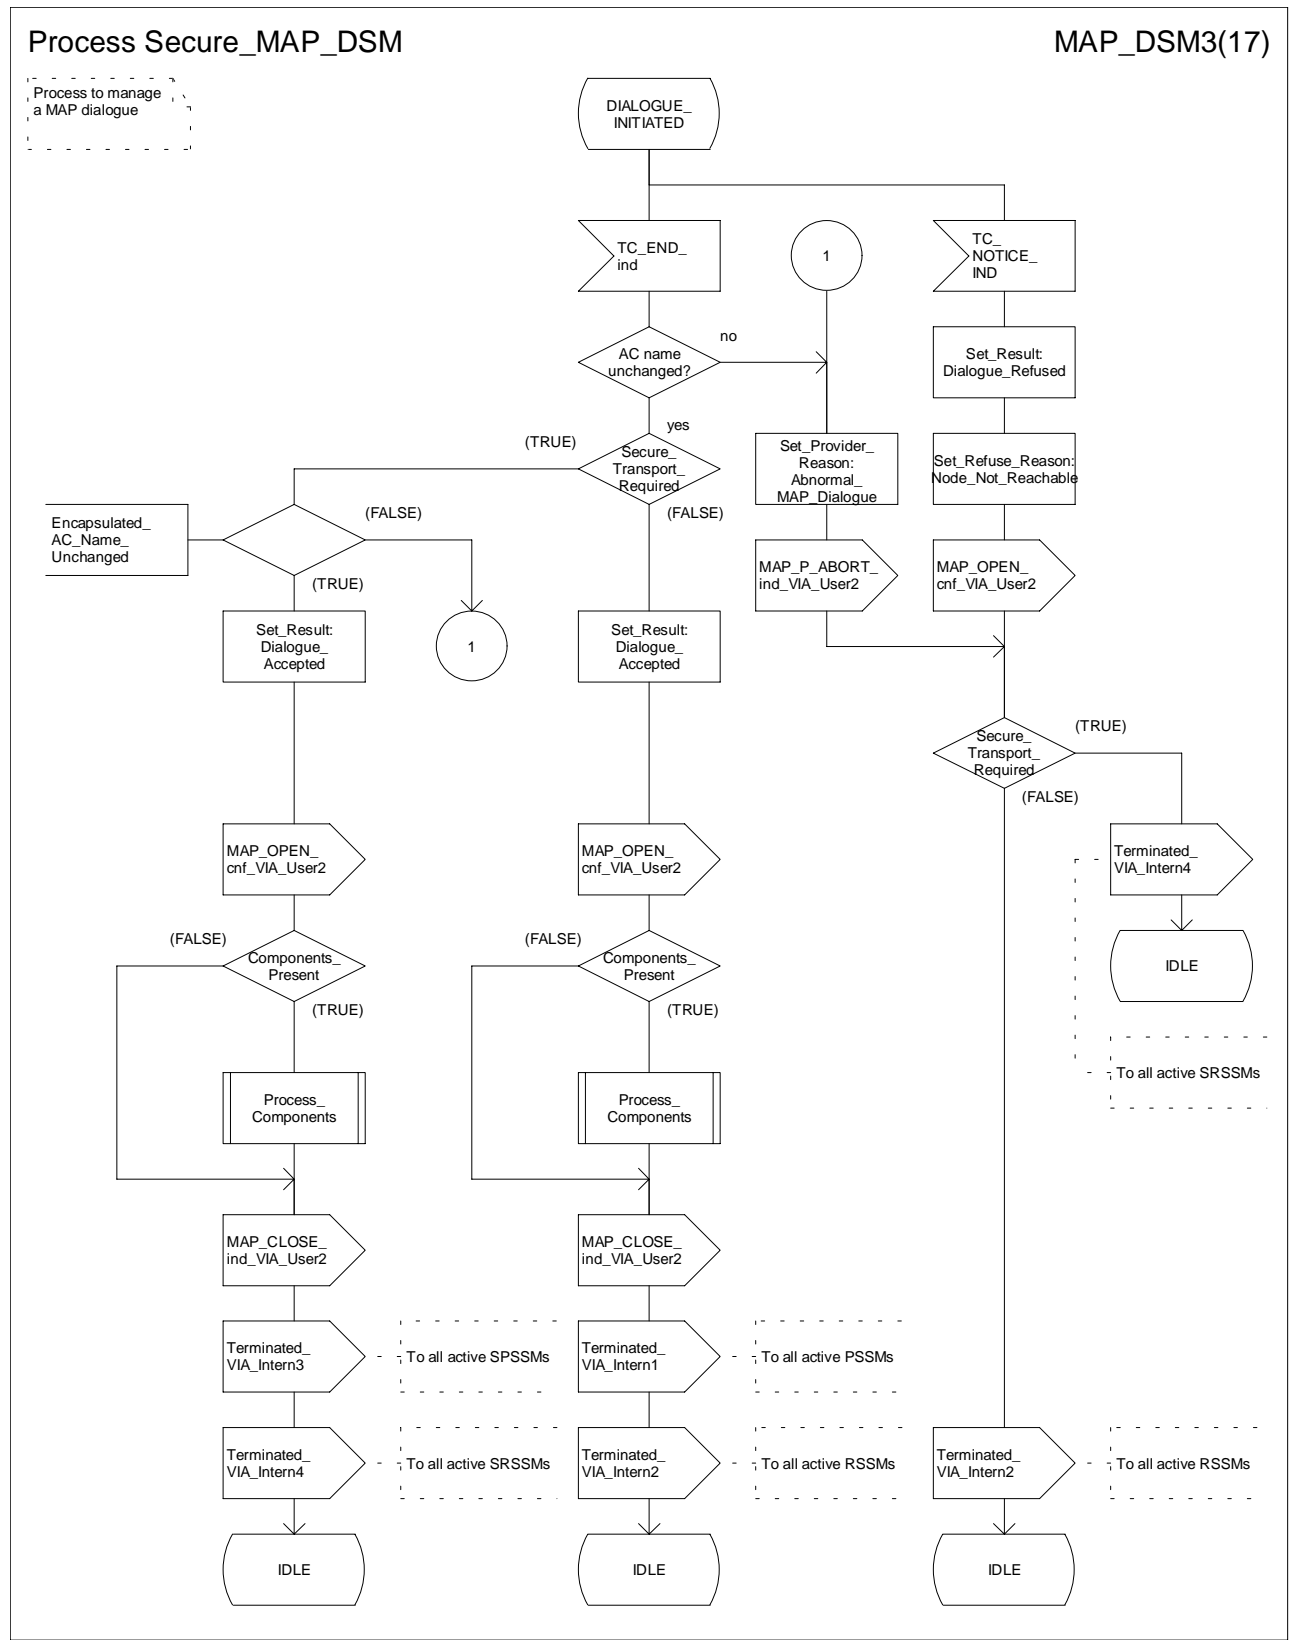 Process Secure_MAP_DSM
MAP_DSM3(17)
Process to manage
a MAP dialogue
DIALOGUE_
INITIATED
TC_END_
ind
1
TC_
NOTICE_
IND
AC name
unchanged?
no
yes
Set_Result:
Dialogue_Refused
Secure_
Transport_
Required
(TRUE)
(FALSE)
Set_Provider_
Reason:
Abnormal_
MAP_Dialogue
Set_Refuse_Reason:
Node_Not_Reachable
Encapsulated_
AC_Name_
Unchanged
(FALSE)
(TRUE)
MAP_P_ABORT_
ind_VIA_User2
MAP_OPEN_
cnf_VIA_User2
Set_Result:
Dialogue_
Accepted
1
Set_Result:
Dialogue_
Accepted
Secure_
Transport_
Required
(TRUE)
(FALSE)
MAP_OPEN_
cnf_VIA_User2
MAP_OPEN_
cnf_VIA_User2
Terminated_
VIA_Intern4
(FALSE)
Components_
Present
(TRUE)
(FALSE)
Components_
Present
(TRUE)
IDLE
To all active SRSSMs
Process_
Components
Process_
Components
MAP_CLOSE_
ind_VIA_User2
MAP_CLOSE_
ind_VIA_User2
Terminated_
VIA_Intern3
To all active SPSSMs
Terminated_
VIA_Intern1
To all active PSSMs
Terminated_
VIA_Intern4
To all active SRSSMs
Terminated_
VIA_Intern2
To all active RSSMs
Terminated_
VIA_Intern2
To all active RSSMs
IDLE
IDLE
IDLE